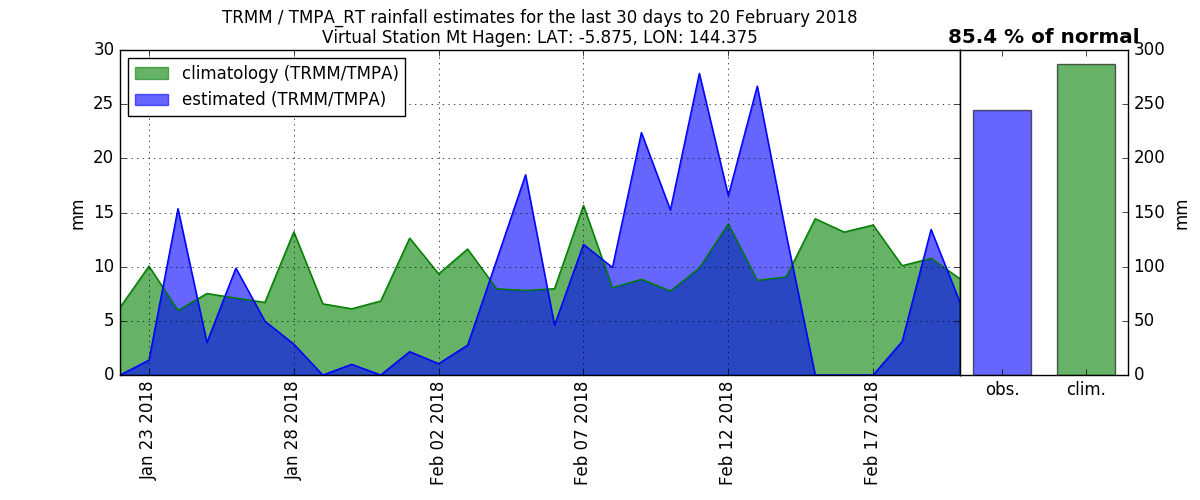 TRMM / TMPA_RT rainfall estimates for the last 30 days to 20 February 2018
Virtual Station Mt Hagen: LAT: -5.875, LON: 144.375
85.4 % of normal
climatology (TRMM/TMPA)
estimated (TRMM/TMPA)
30
25
20
15
10
5
0
mm
Jan 23 2018
Jan 28 2018
Feb 02 2018
Feb 07 2018
Feb 12 2018
Feb 17 2018
obs.
clim.
300
250
200
150
100
50
0
mm